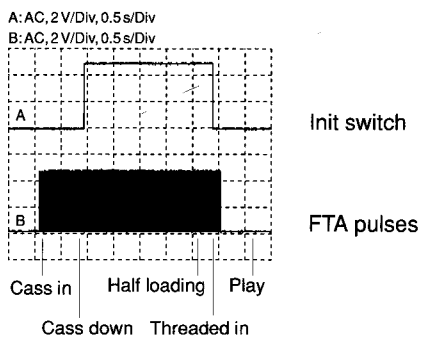 A: AC, 2 V/Div, 0.5 s/Div
B: AC, 2 V/Div, 0.5 s/Div
A
Init switch
B
FTA pulses
Cass in
Half loading
Play
Cass down
Threaded in